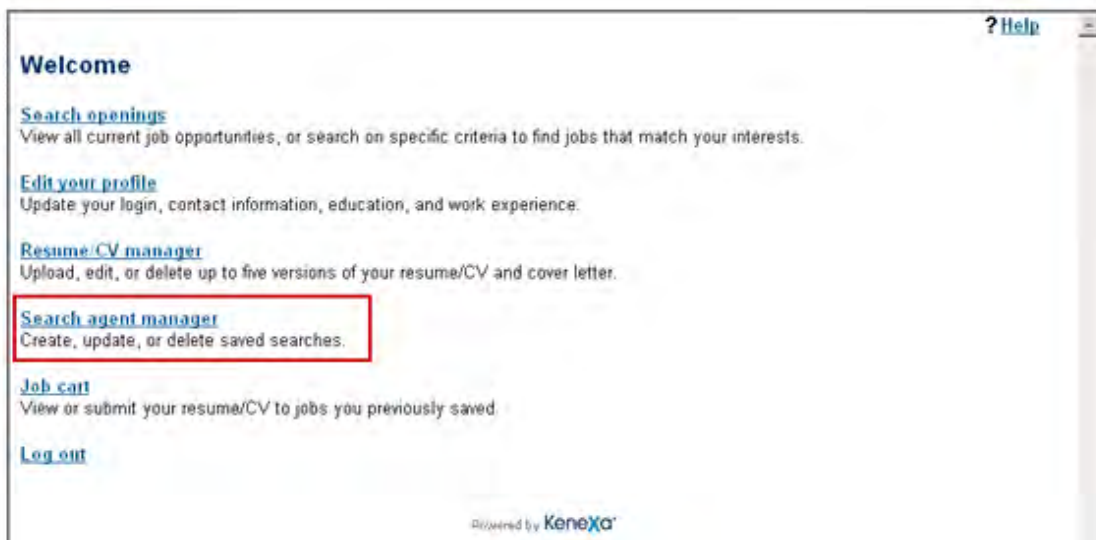 ? Help
Welcome
Search openings
View all current job opportunities, or search on specific criteria to find jobs that match your interests.
Edit your profile
Update your login, contact information, education, and work experience.
Resume/CV manager
Upload, edit, or delete up to five versions of your resume/CV and cover letter.
Search agent manager
Create, update, or delete saved searches.
Job cart
View or submit your resume/CV to jobs you previously saved
Log out
Powered by Kenexa